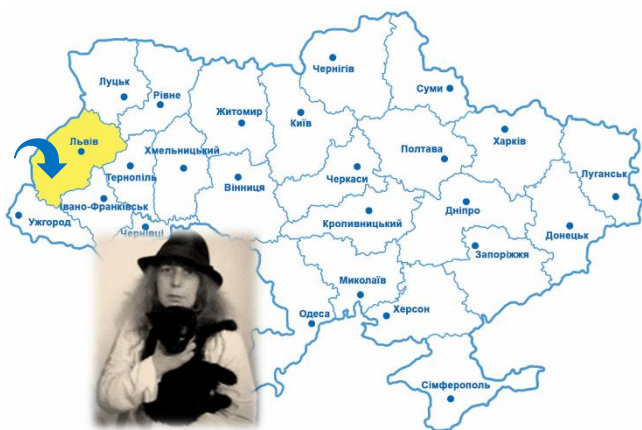 Чернігів
Суми
Луцьк
Рівне
Житомир
Київ
Львів
Хмельницький
Полтава
Харків
Тернопіль
Вінниця
Черкаси
Луганськ
Івано-Франківськ
Ужгород
Чернівці
Кропивницький
Дніпро
Донецьк
Запоріжжя
Миколаїв
Одеса
Херсон
Сімферополь